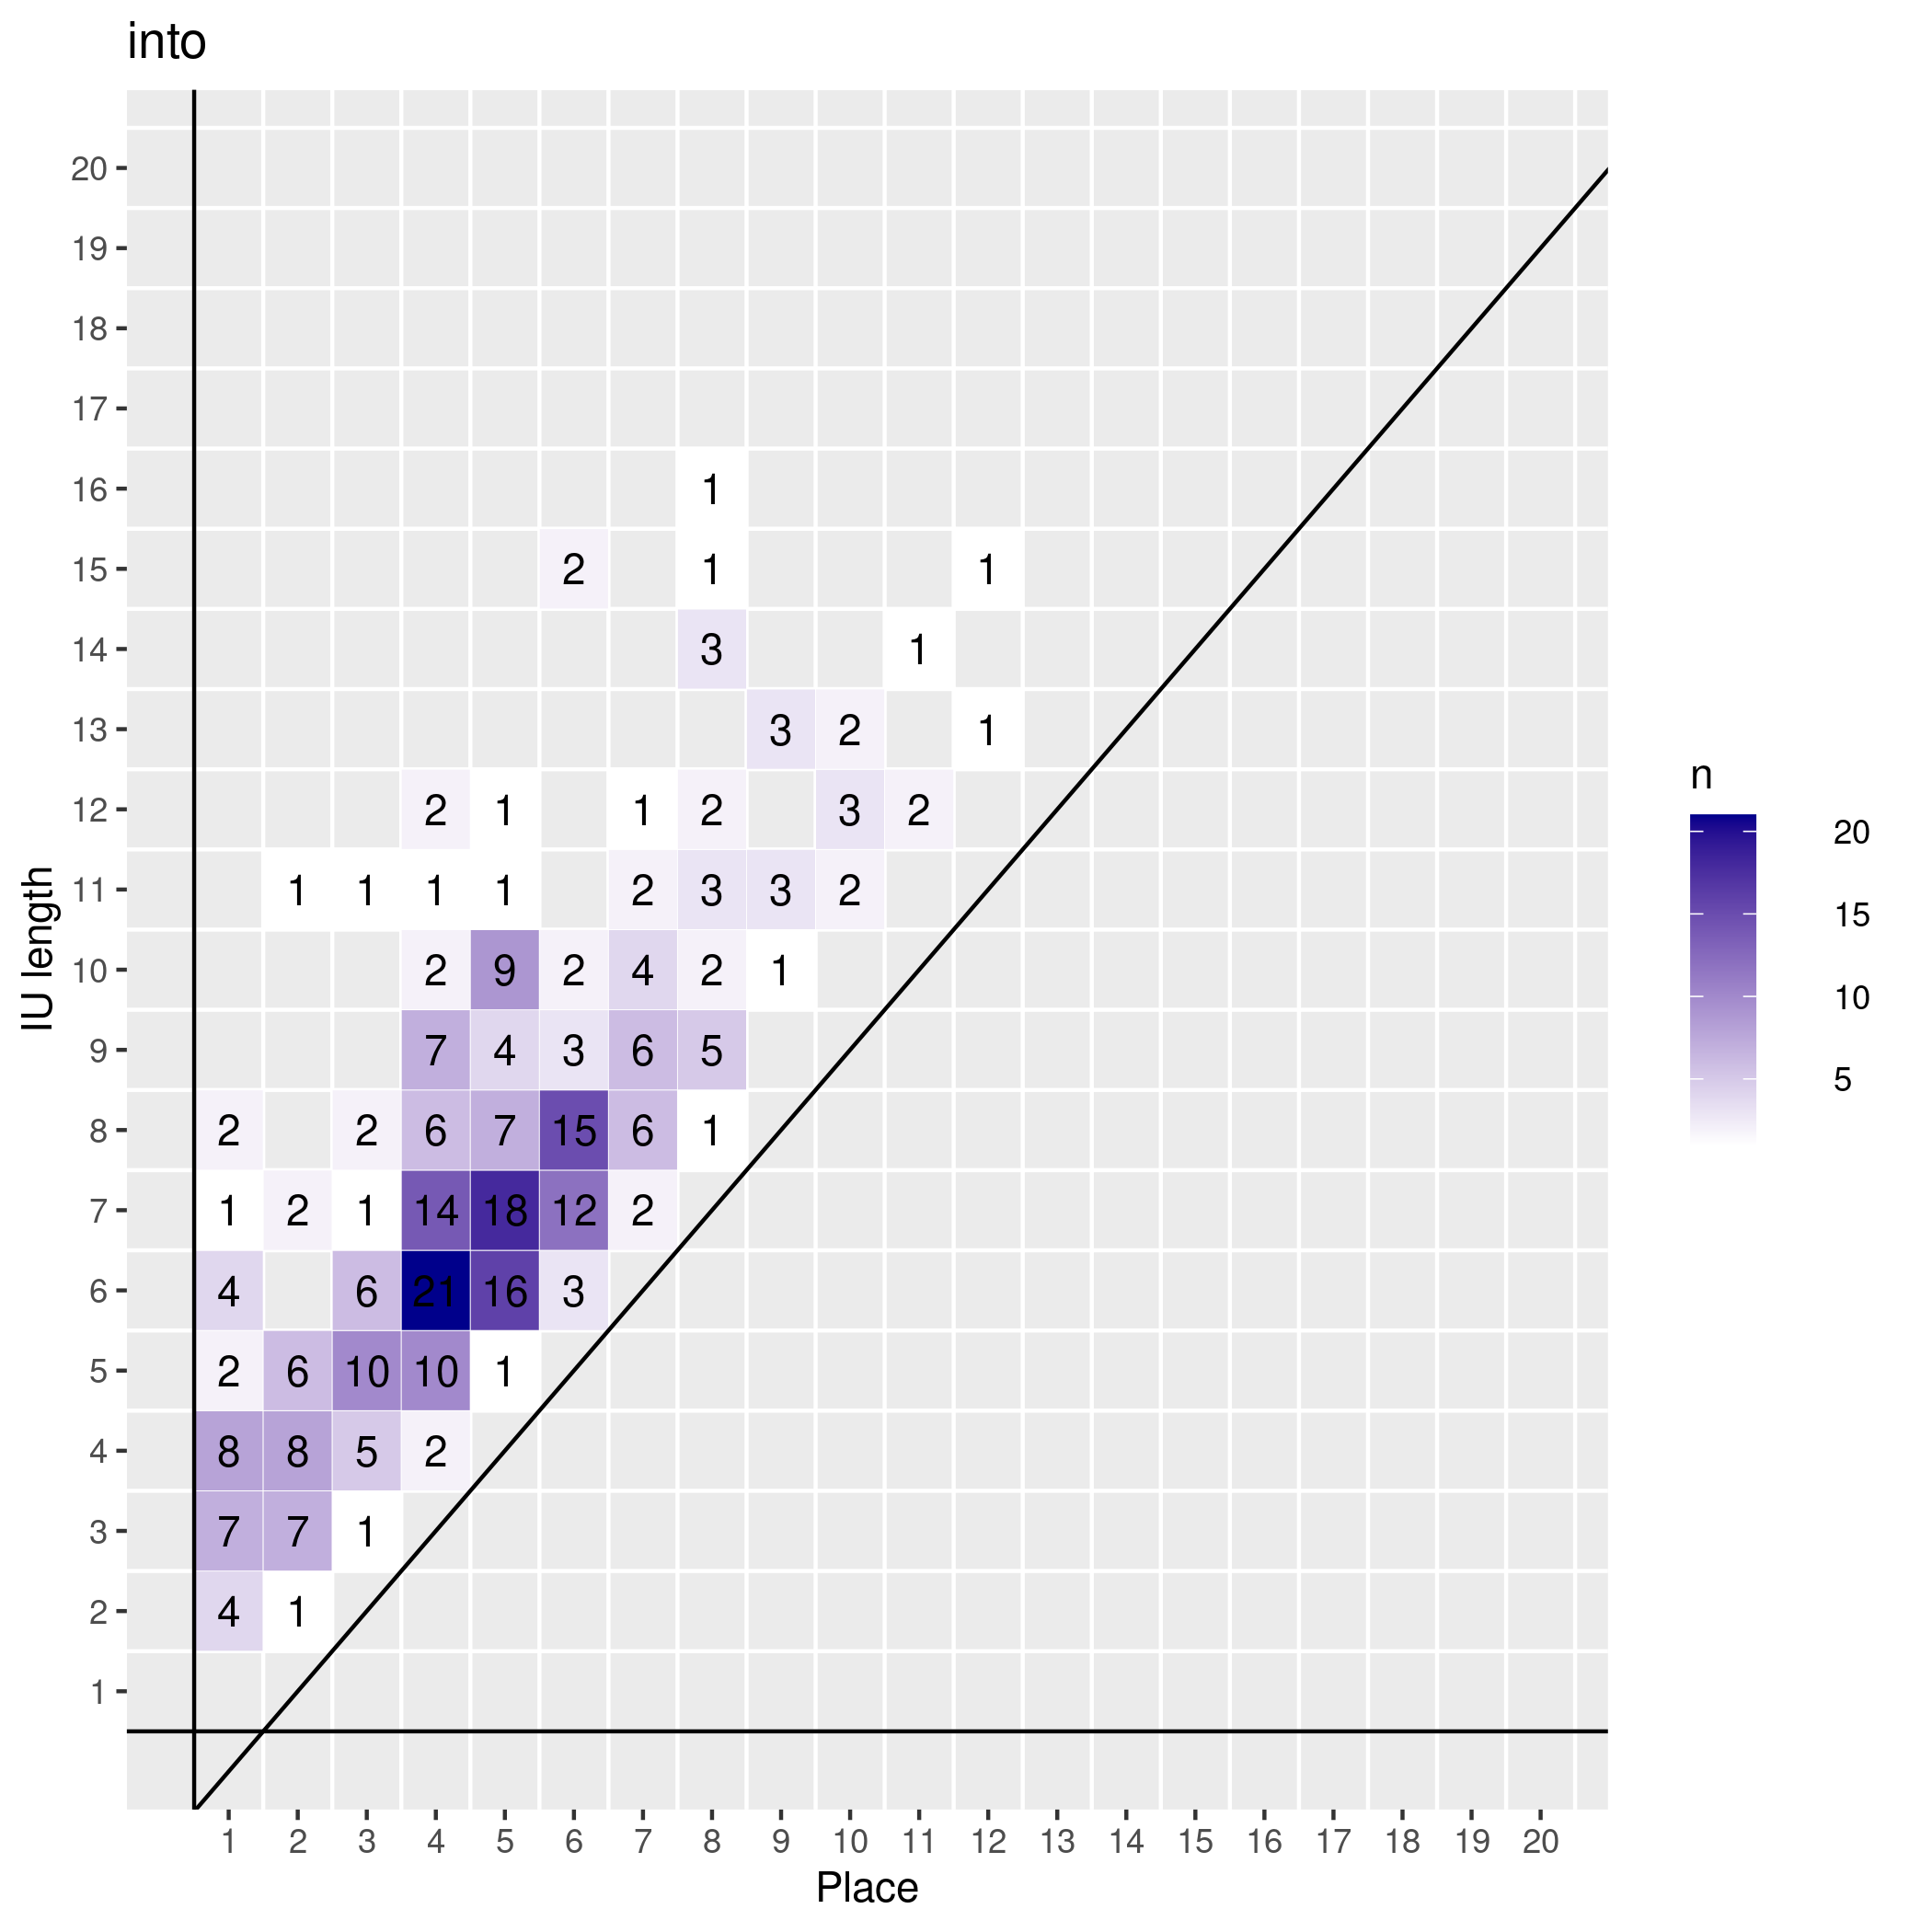 into
20
19
18
17
16 1
15 2 1 1
14 3 1
13 3 2 1
12 2 1 1 2 3 2
11 1 1 1 1 2 3 3 2
10 2 9 2 4 2 1
9 7 4 3 6 5
8 2 2 6 7 15 6 1
7 1 2 1 14 18 12 2
6 4 6 21 16 3
5 2 6 10 10 1
4 8 8 5 2
3 7 7 1
2 4 1
1
1 2 3 4 5 6 7 8 9 10 11 12 13 14 15 16 17 18 19 20
Place
IU length
n
20
15
10
5